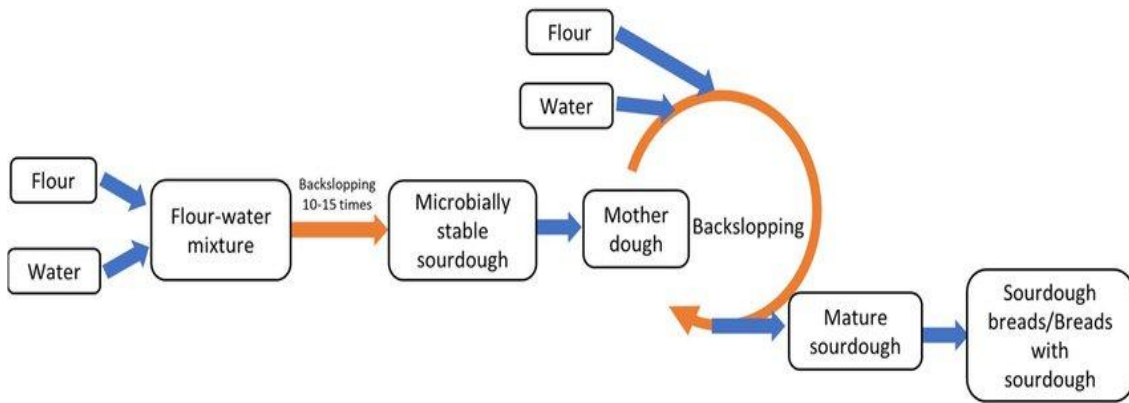 Flour
Water
Flour
Water
Flour-water
mixture
Backslopping
10-15 times
Microbially
stable
sourdough
Mother
dough
Backslopping
Mature
sourdough
Sourdough
breads/Breads
with
sourdough